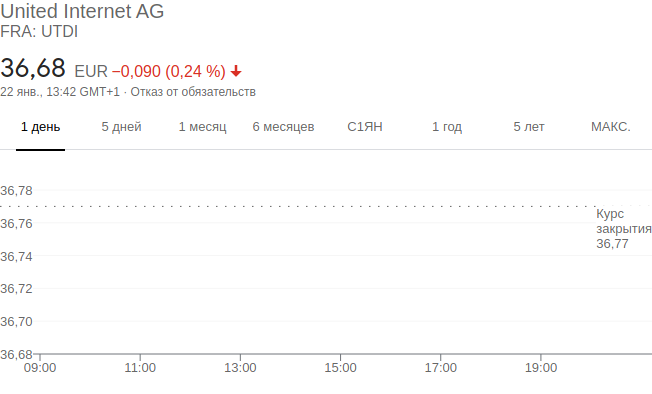 United Internet AG
FRA: UTDI
36,68 EUR −0,090 (0,24 %)
22 янв., 13:42 GMT+1 · Отказ от обязательств
1 день 5 дней 1 месяц 6 месяцев С1ЯН 1 год 5 лет МАКС.
36,78
36,76
36,74
36,72
36,70
36,68
Курс
закрытия
36,77
09:00 11:00 13:00 15:00 17:00 19:00